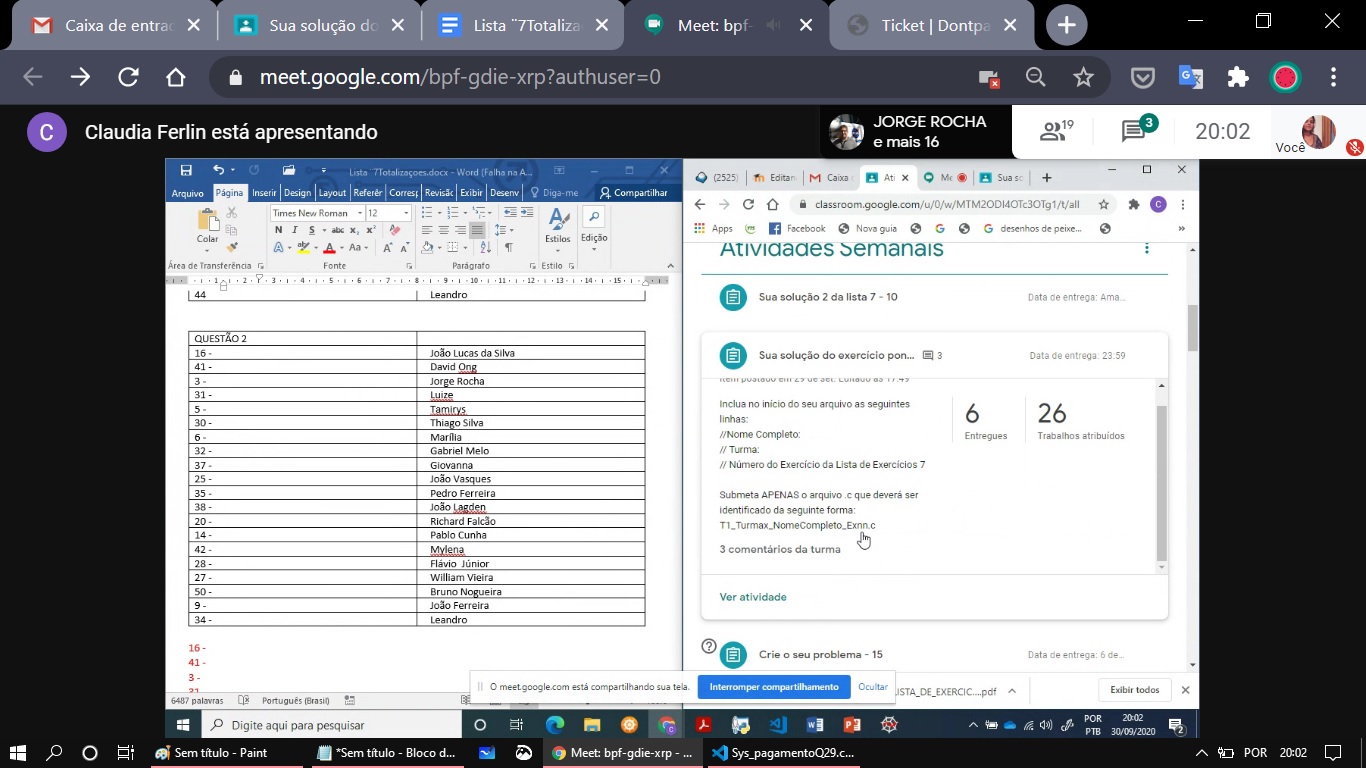 Caixa de entrad
Sua solução do
Lista ¨7Totaliza
Meet: bpf-
Ticket | Dontpa
meet.google.com/bpf-gdie-xrp?authuser=0
C
Claudia Ferlin está apresentando
JORGE ROCHA
e mais 16
19
3
20:02
Você
Lista ¨7Totalizaçoes.docx - Word (Falha na A...
Arquivo Página Inserir Design Layout Referên Corresp Revisão Exibir Desenv Diga-me Compartilhar
Times New Roman 12
Colar
N I S abc x₂ x²
Aa
Estilos
Edição
Área de Transferência Fonte Parágrafo Estilo
44 Leandro
QUESTÃO 2
16 - João Lucas da Silva
41 - David Ong
3 - Jorge Rocha
31 - Luize
5 - Tamirys
30 - Thiago Silva
6 - Marília
32 - Gabriel Melo
37 - Giovanna
25 - João Vasques
35 - Pedro Ferreira
38 - João Lagden
20 - Richard Falcão
14 - Pablo Cunha
42 - Mylena
28 - Flávio Júnior
27 - William Vieira
50 - Bruno Nogueira
9 - João Ferreira
34 - Leandro
16 -
41 -
3 -
31
6487 palavras Português (Brasil)
(2525) Editan Caixa Ati Me Sua so
classroom.google.com/u/0/w/MTM2ODI4OTc3OTg1/t/all
C
Apps Facebook Nova guia desenhos de peixe... »
Atividades Semanais
Sua solução 2 da lista 7 - 10 Data de entrega: Ama...
Sua solução do exercício pon... 3 Data de entrega: 23:59
Item postado em 29 de set. Editado às 17:49
Inclua no início do seu arquivo as seguintes
linhas:
//Nome Completo:
// Turma:
// Número do Exercício da Lista de Exercícios 7
6
Entregues
26
Trabalhos atribuídos
Submeta APENAS o arquivo .c que deverá ser
identificado da seguinte forma:
T1_Turmax_NomeCompleto_Exnn.c
3 comentários da turma
Ver atividade
Crie o seu problema - 15 Data de entrega: 6 de...
O meet.google.com está compartilhando sua tela. Interromper compartilhamento Ocultar
ISTA_DE_EXERCIC....pdf
Exibir todos
Digite aqui para pesquisar
POR
PTB
20:02
30/09/2020
2
Sem título - Paint
*Sem título - Bloco d...
Meet: bpf-gdie-xrp - ...
Sys_pagamentoQ29.c...
POR
20:02